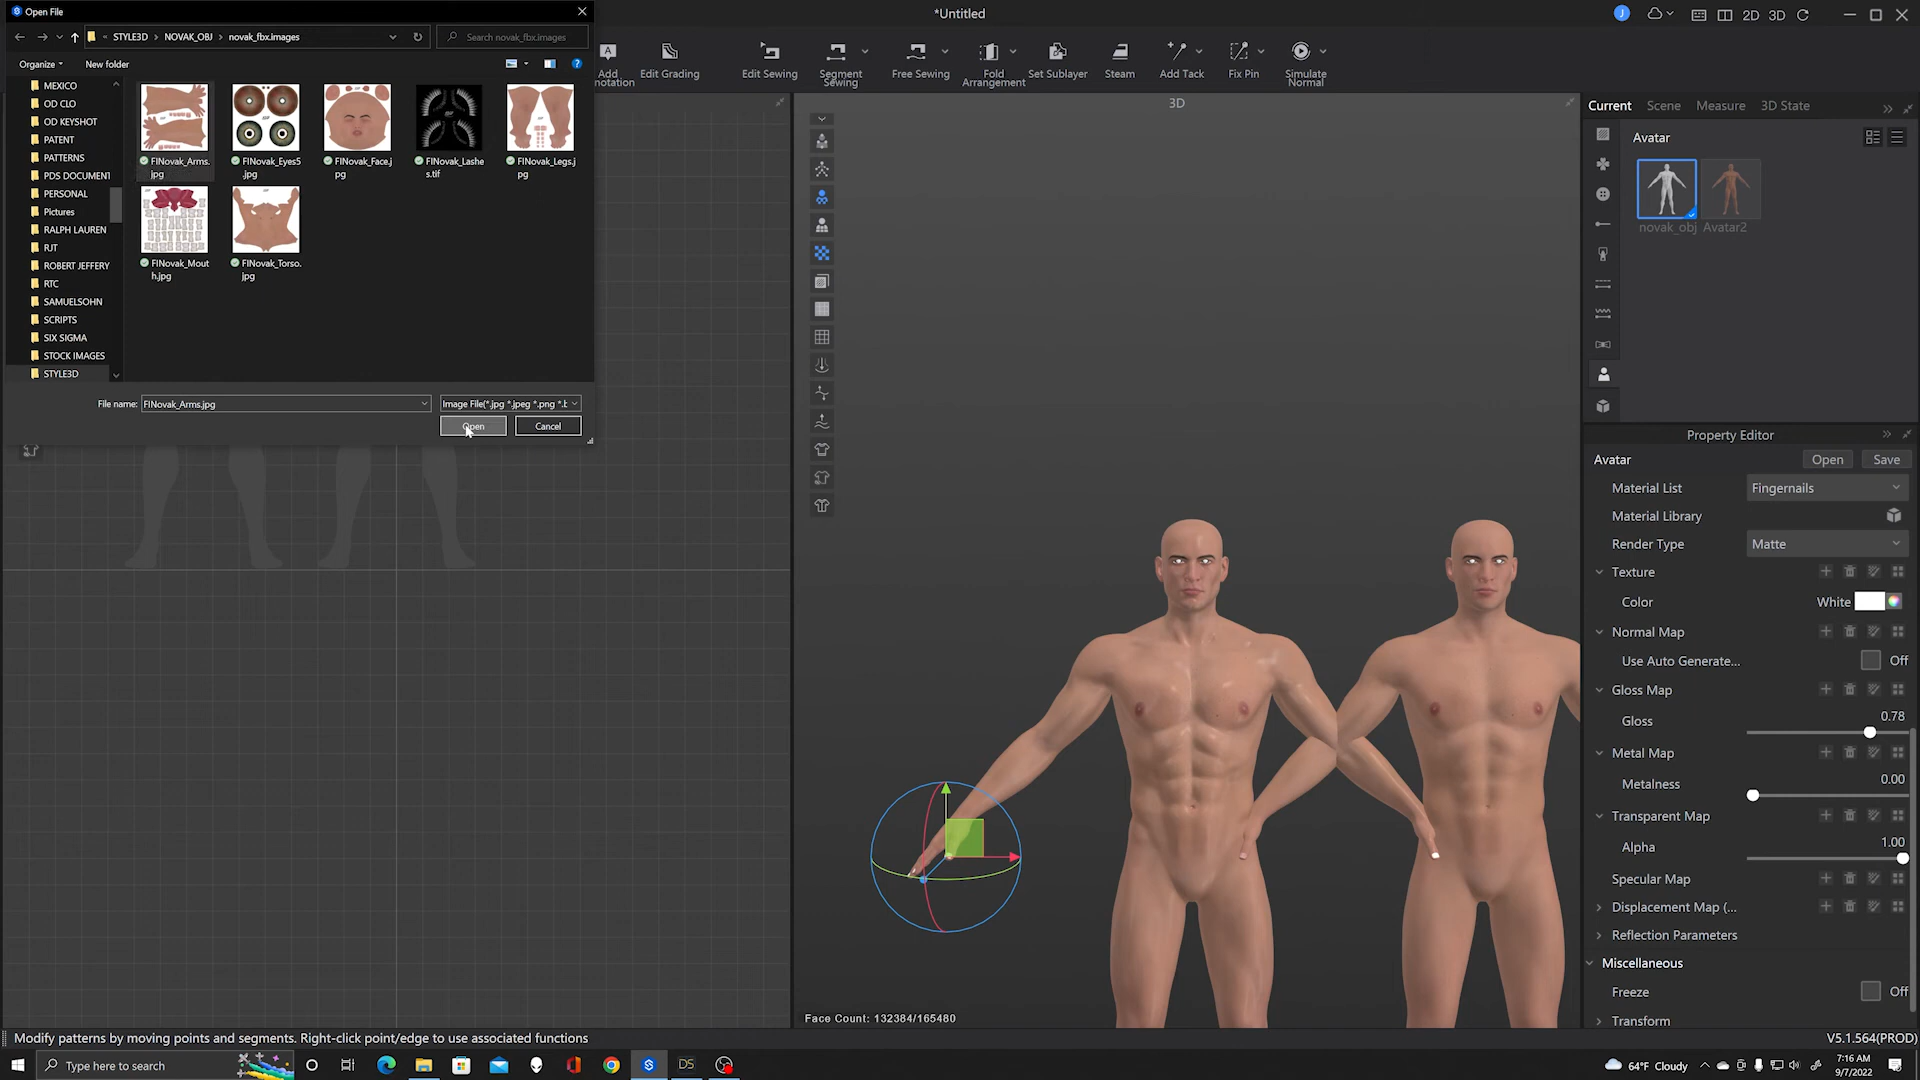 Open File
*Untitled
J
2D
3D
« STYLE3D > NOVAK_OBJ > novak_fbx.images
Search novak_fbx.images
Organize
New folder
MEXICO
OD CLO
OD KEYSHOT
PATENT
PATTERNS
PDS DOCUMENT
PERSONAL
Pictures
RALPH LAUREN
RJT
ROBERT JEFFERY
RTC
SAMUELSOHN
SCRIPTS
SIX SIGMA
STOCK IMAGES
STYLE3D
FINovak_Arms.
jpg
FINovak_Eyes5
.jpg
FINovak_Face.j
pg
FINovak_Lashe
s.tif
FINovak_Legs.j
pg
FINovak_Mout
h.jpg
FINovak_Torso.
jpg
File name:
FINovak_Arms.jpg
Image File(*.jpg *.jpeg *.png *.t
Open
Cancel
Add
notation
Edit Grading
Edit Sewing
Segment
Sewing
Free Sewing
Fold
Arrangement
Set Sublayer
Steam
Add Tack
Fix Pin
Simulate
Normal
3D
Current
Scene
Measure
3D State
Avatar
novak_obj
Avatar2
Property Editor
Avatar
Open
Save
Material List
Fingernails
Material Library
Render Type
Matte
Texture
Color
White
Normal Map
Use Auto Generate...
Off
Gloss Map
Gloss
0.78
Metal Map
Metalness
0.00
Transparent Map
Alpha
1.00
Specular Map
Displacement Map (...
Reflection Parameters
Miscellaneous
Freeze
Off
Transform
Face Count: 132384/165480
Modify patterns by moving points and segments. Right-click point/edge to use associated functions
V5.1.564(PROD)
Type here to search
DS
64°F Cloudy
7:16 AM
9/7/2022